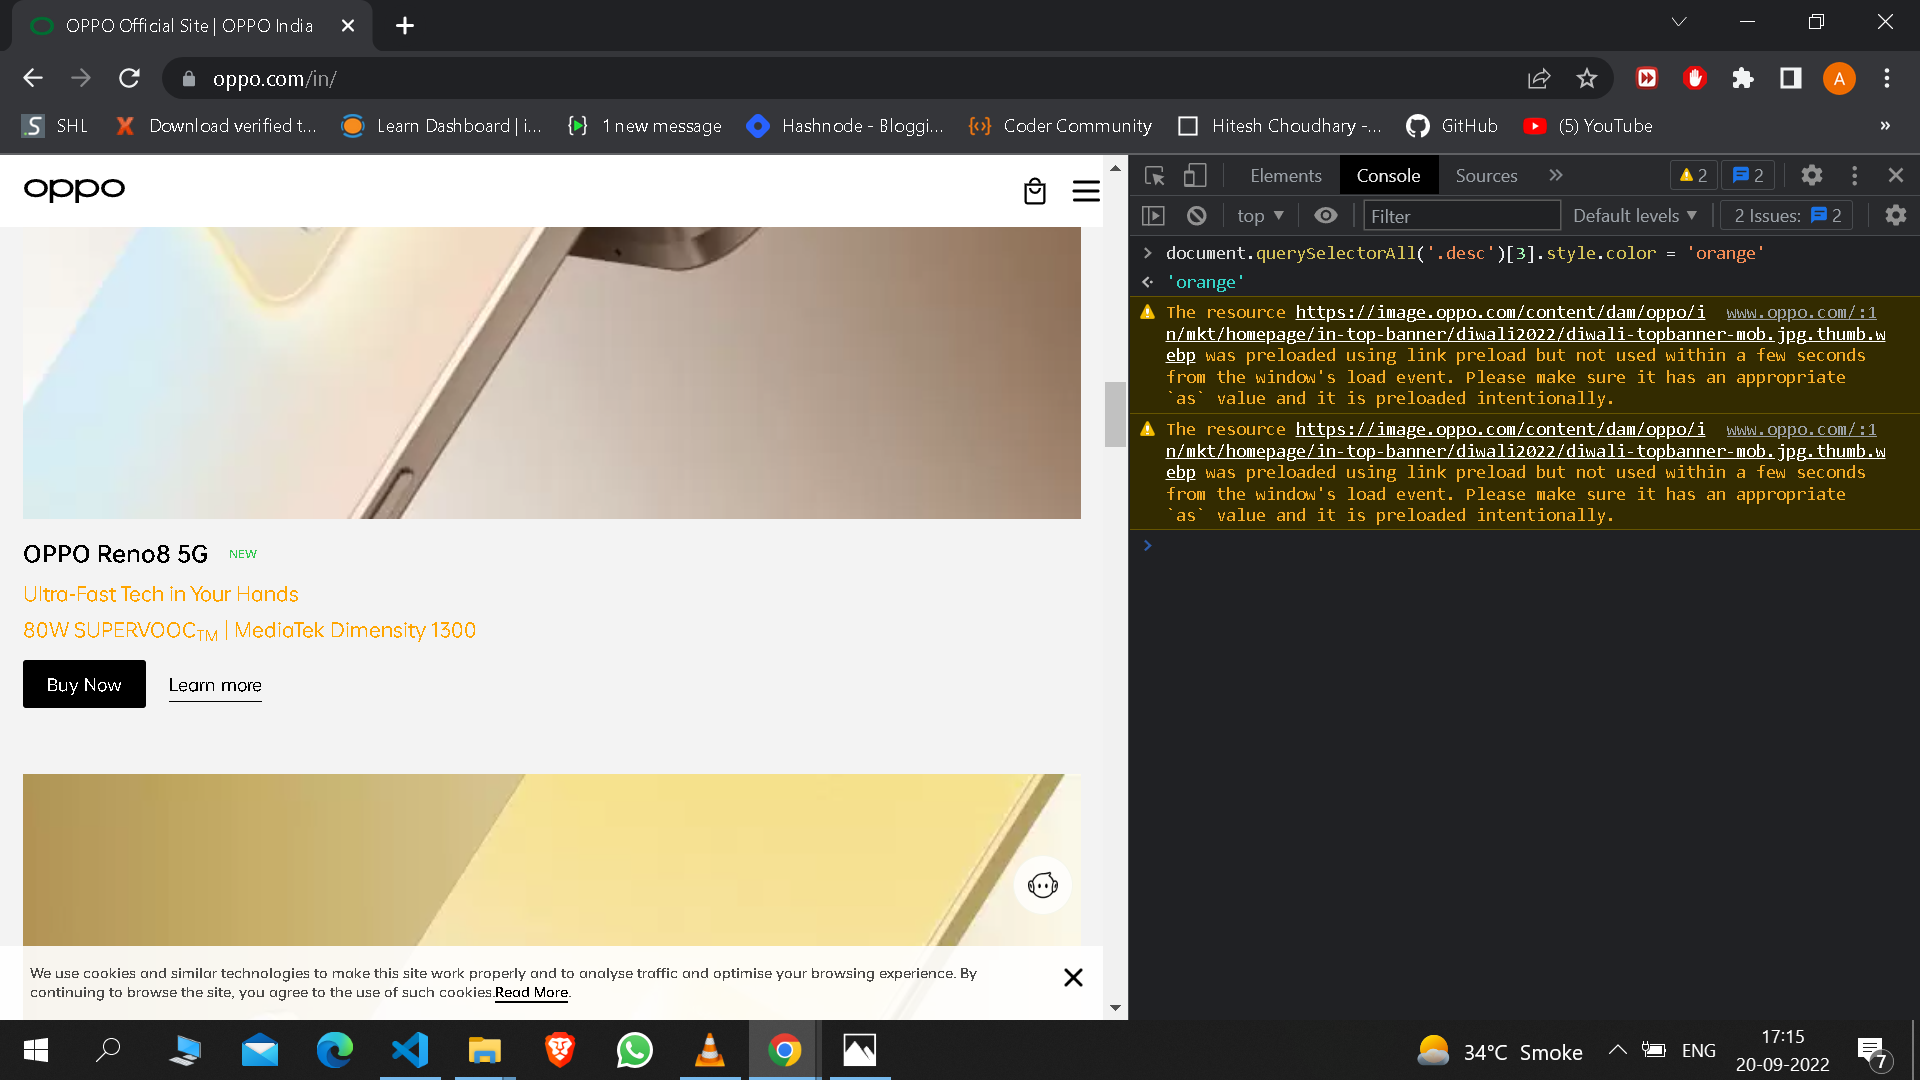 OPPO Official Site | OPPO India
oppo.com/in/
A
SHL
Download verified t...
Learn Dashboard | i...
1 new message
Hashnode - Bloggi...
Coder Community
Hitesh Choudhary -...
GitHub
(5) YouTube
»
oppo
OPPO Reno8 5G NEW
Ultra-Fast Tech in Your Hands
80W SUPERVOOCTM | MediaTek Dimensity 1300
Buy Now
Learn more
We use cookies and similar technologies to make this site work properly and to analyse traffic and optimise your browsing experience. By
continuing to browse the site, you agree to the use of such cookies.Read More.
Elements Console Sources » 2 2
top ▼ Filter Default levels ▼ 2 Issues: 2
document.querySelectorAll('.desc')[3].style.color = 'orange'
'orange'
The resource https://image.oppo.com/content/dam/oppo/i www.oppo.com/:1
n/mkt/homepage/in-top-banner/diwali2022/diwali-topbanner-mob.jpg.thumb.w
ebp was preloaded using link preload but not used within a few seconds
from the window's load event. Please make sure it has an appropriate
`as` value and it is preloaded intentionally.
The resource https://image.oppo.com/content/dam/oppo/i www.oppo.com/:1
n/mkt/homepage/in-top-banner/diwali2022/diwali-topbanner-mob.jpg.thumb.w
ebp was preloaded using link preload but not used within a few seconds
from the window's load event. Please make sure it has an appropriate
`as` value and it is preloaded intentionally.
34°C Smoke
ENG
17:15
20-09-2022
7